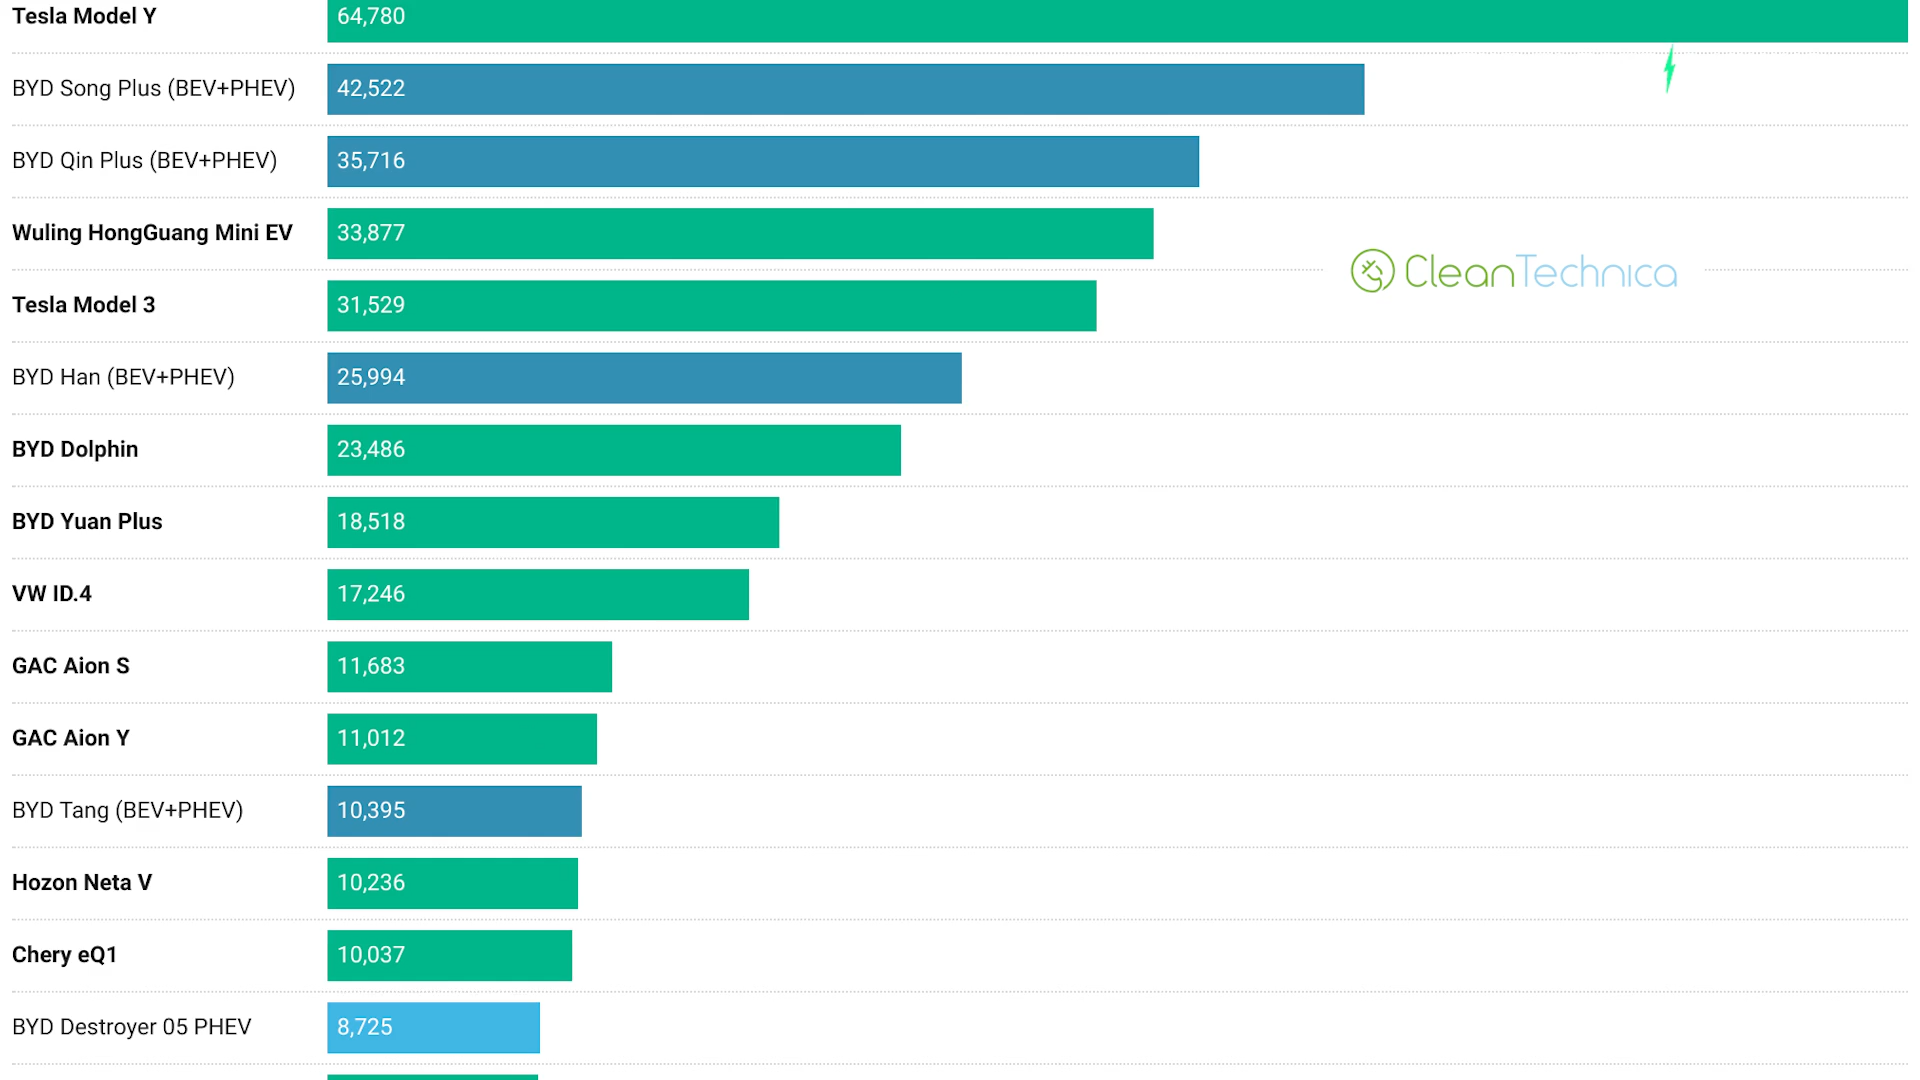 Tesla Model Y 64,780
BYD Song Plus (BEV+PHEV) 42,522
BYD Qin Plus (BEV+PHEV) 35,716
Wuling HongGuang Mini EV 33,877
CleanTechnica
Tesla Model 3 31,529
BYD Han (BEV+PHEV) 25,994
BYD Dolphin 23,486
BYD Yuan Plus 18,518
VW ID.4 17,246
GAC Aion S 11,683
GAC Aion Y 11,012
BYD Tang (BEV+PHEV) 10,395
Hozon Neta V 10,236
Chery eQ1 10,037
BYD Destroyer 05 PHEV 8,725